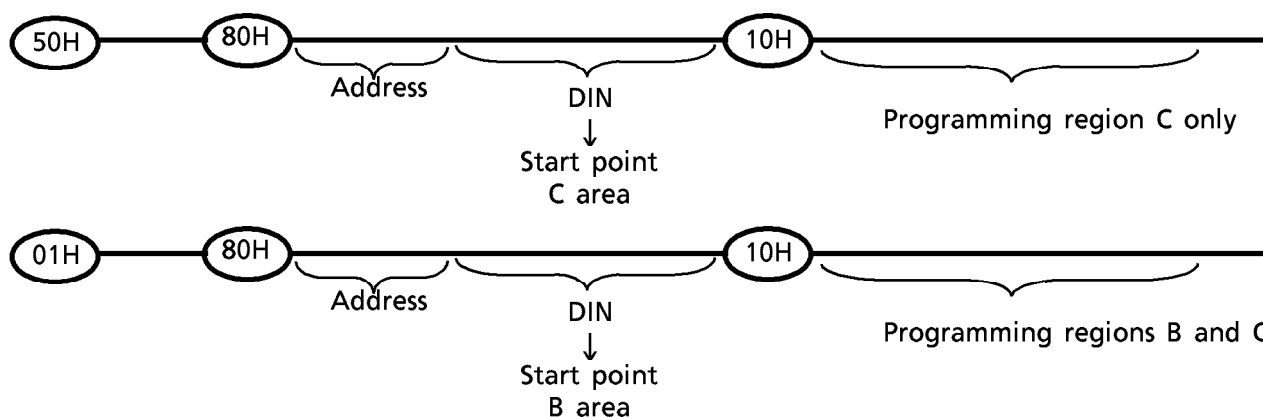 50H 80H 10H
Address
DIN
Programming region C only
↓
Start point
C area
01H 80H 10H
Address
DIN
Programming regions B and C
↓
Start point
B area